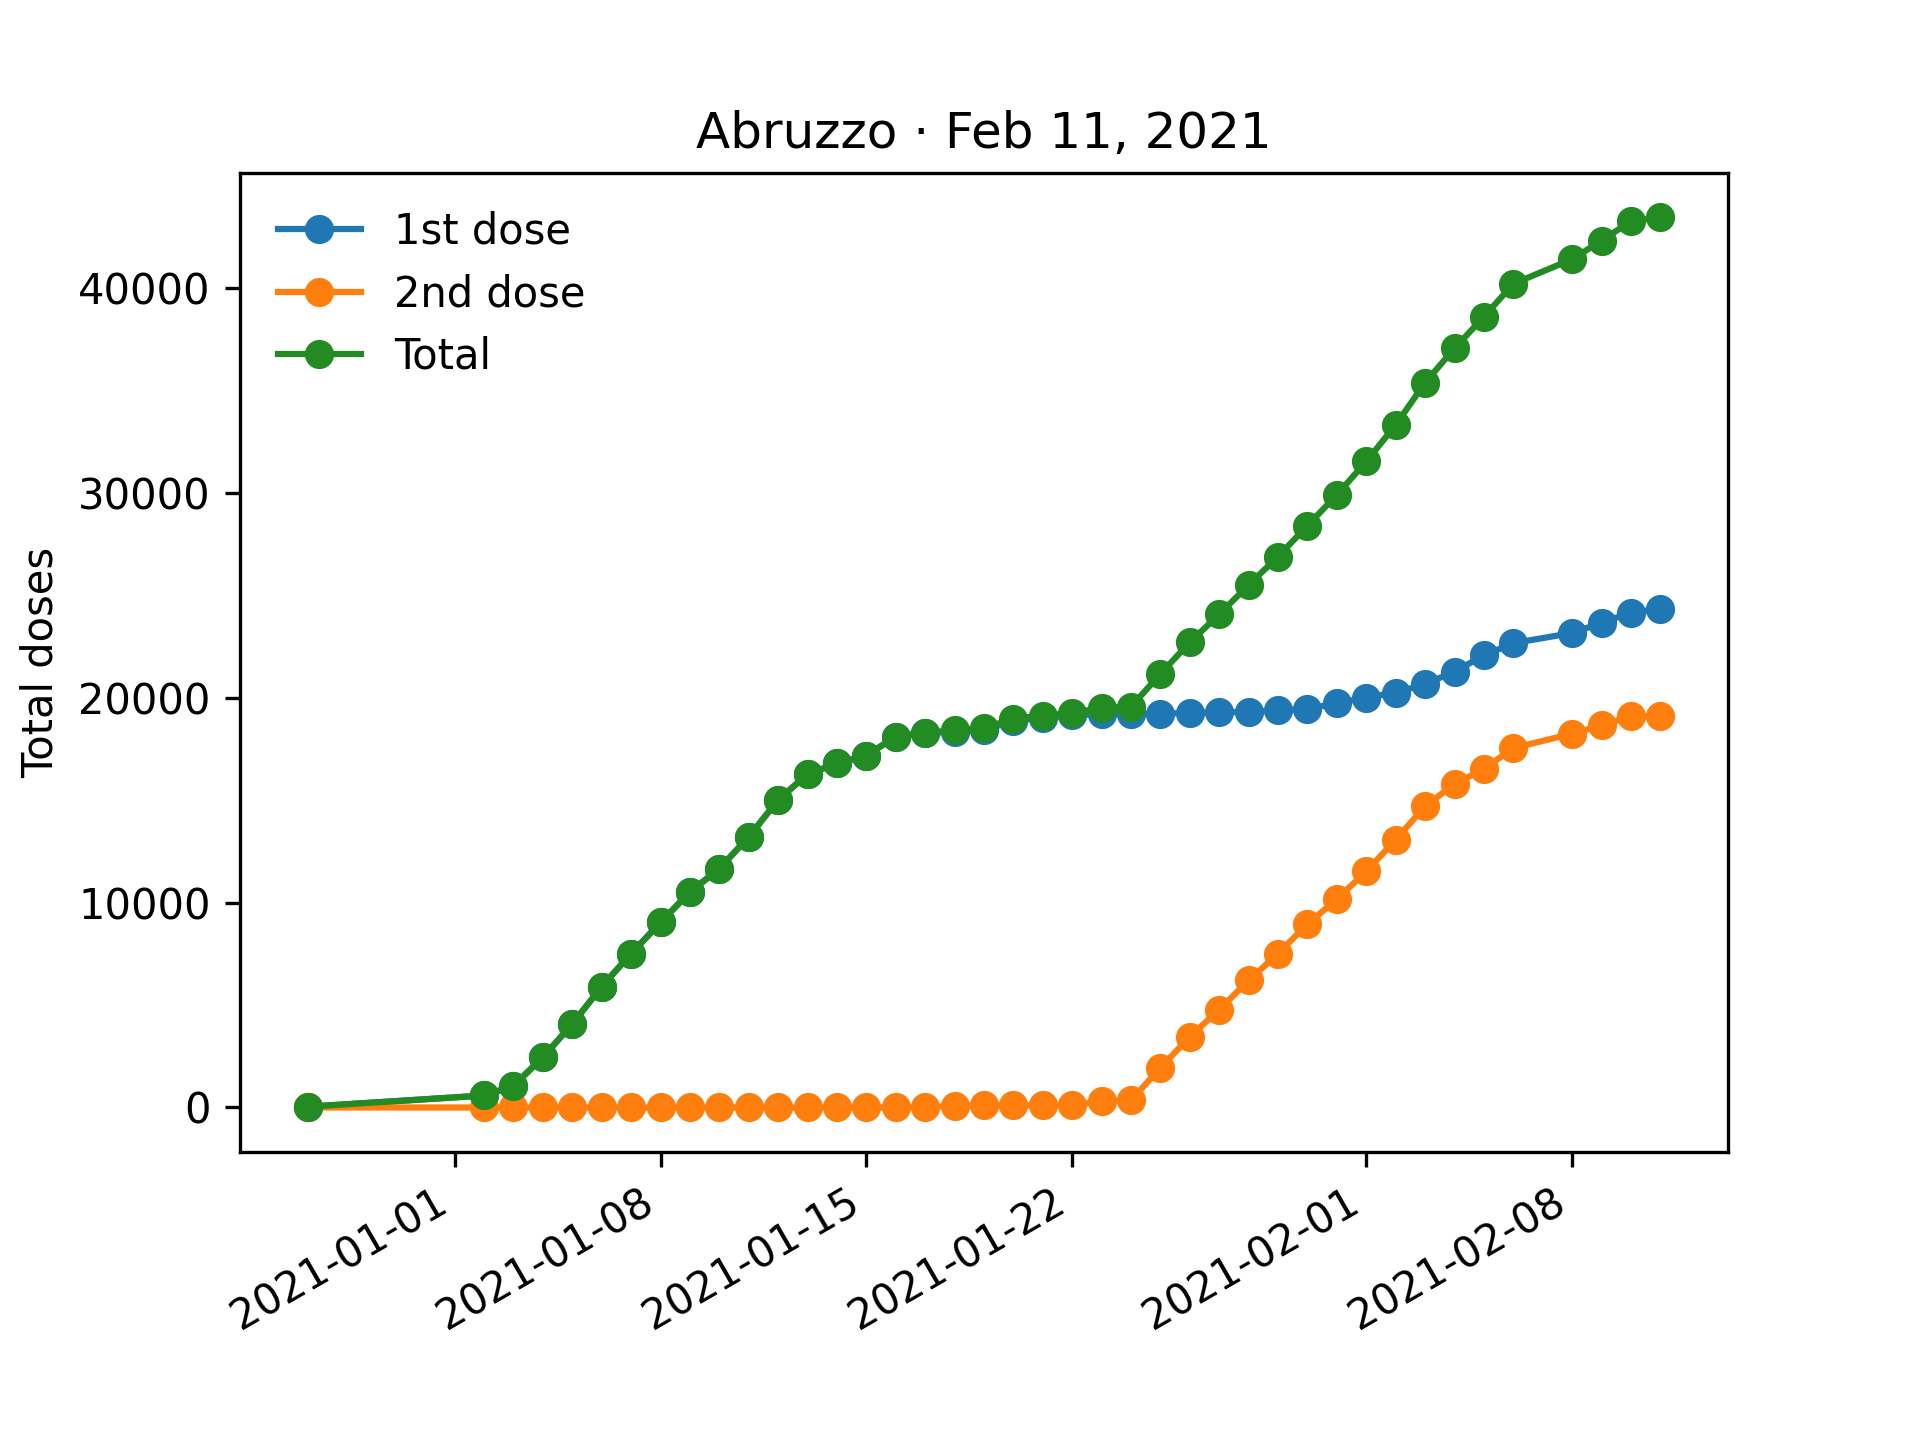 Abruzzo · Feb 11, 2021
1st dose
2nd dose
Total
Total doses
40000
30000
20000
10000
0
2021-01-01
2021-01-08
2021-01-15
2021-01-22
2021-02-01
2021-02-08